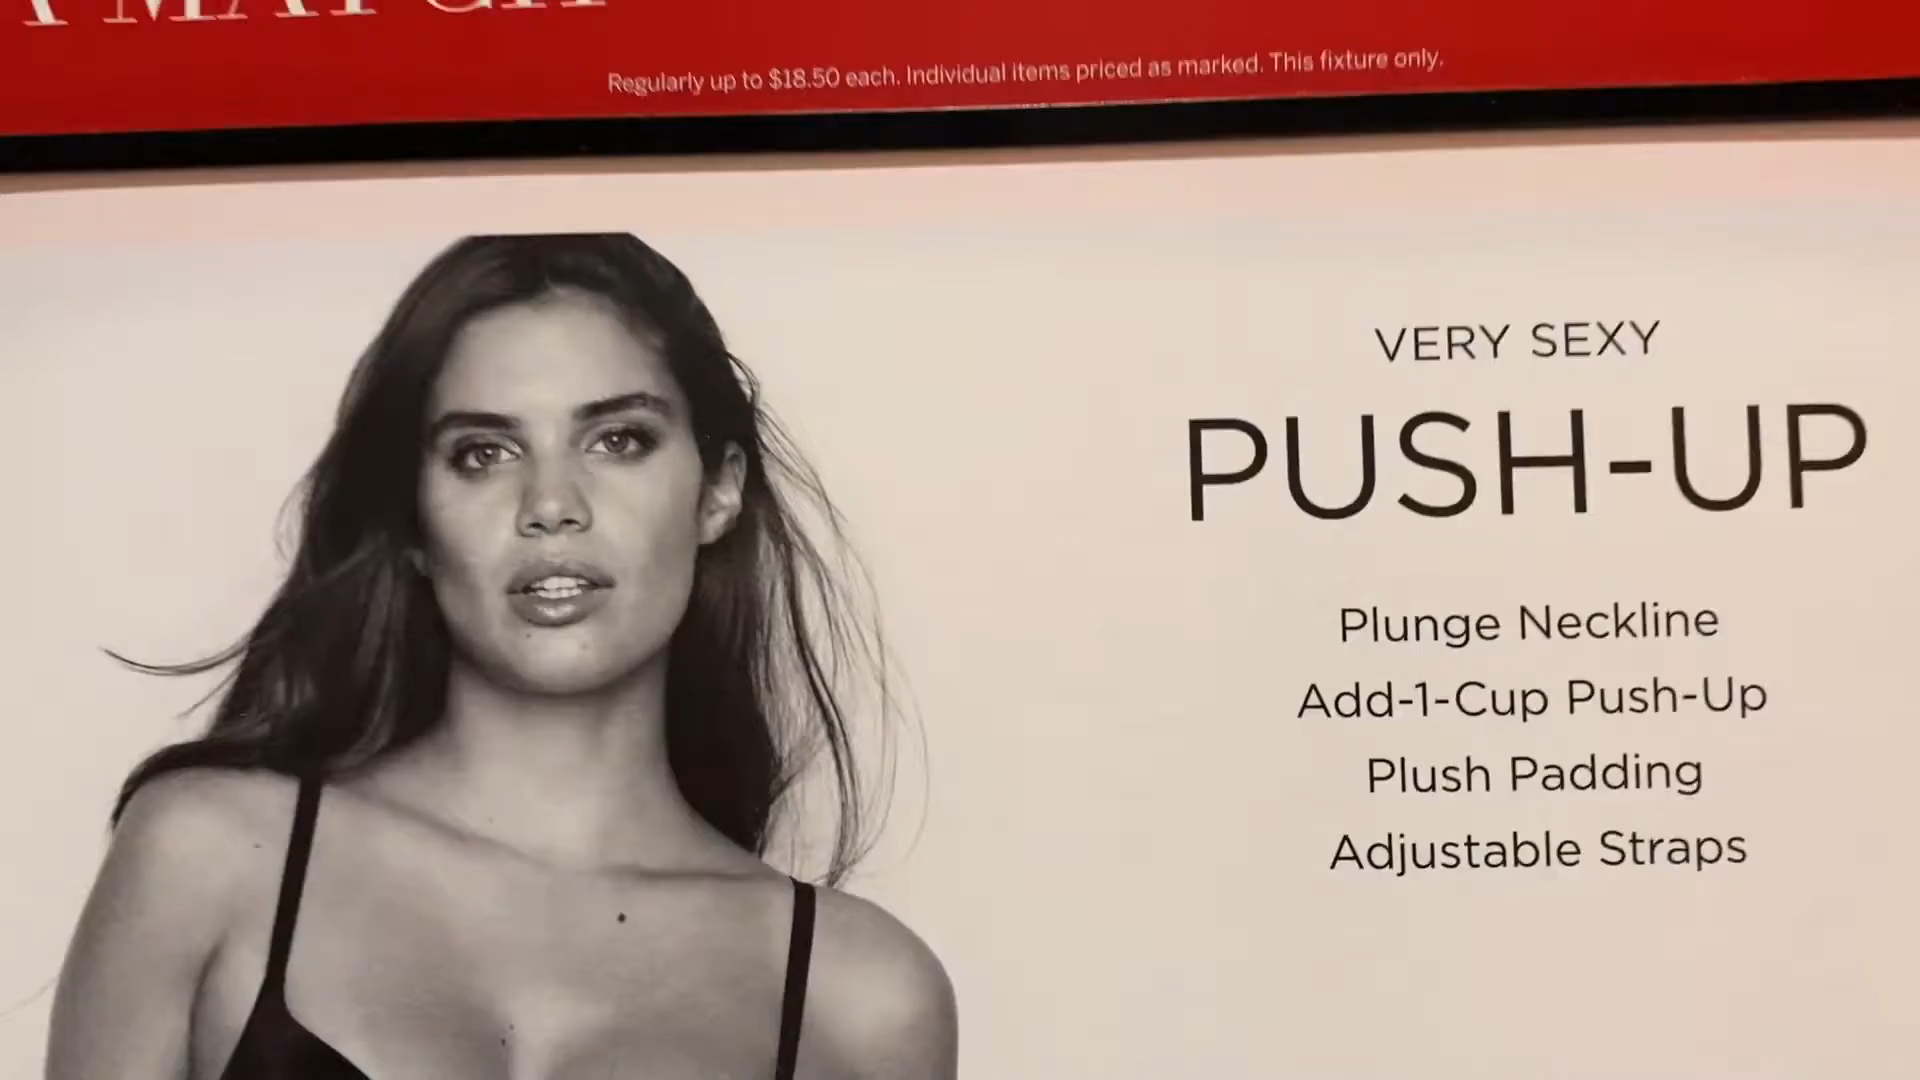 A MATCH
Regularly up to $18.50 each. Individual items priced as marked. This fixture only.
VERY SEXY
PUSH-UP
Plunge Neckline
Add-1-Cup Push-Up
Plush Padding
Adjustable Straps